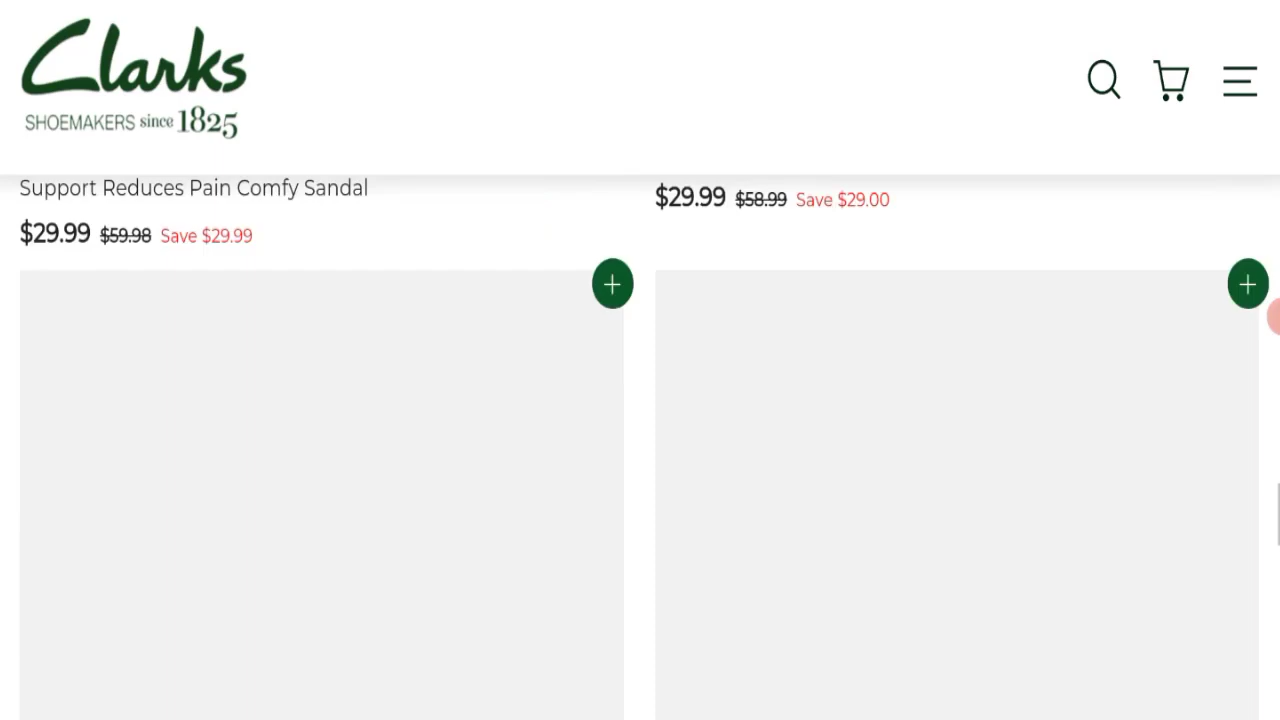 Clarks
SHOEMAKERS since 1825
Support Reduces Pain Comfy Sandal
$29.99 $59.98 Save $29.99
$29.99 $58.99 Save $29.00